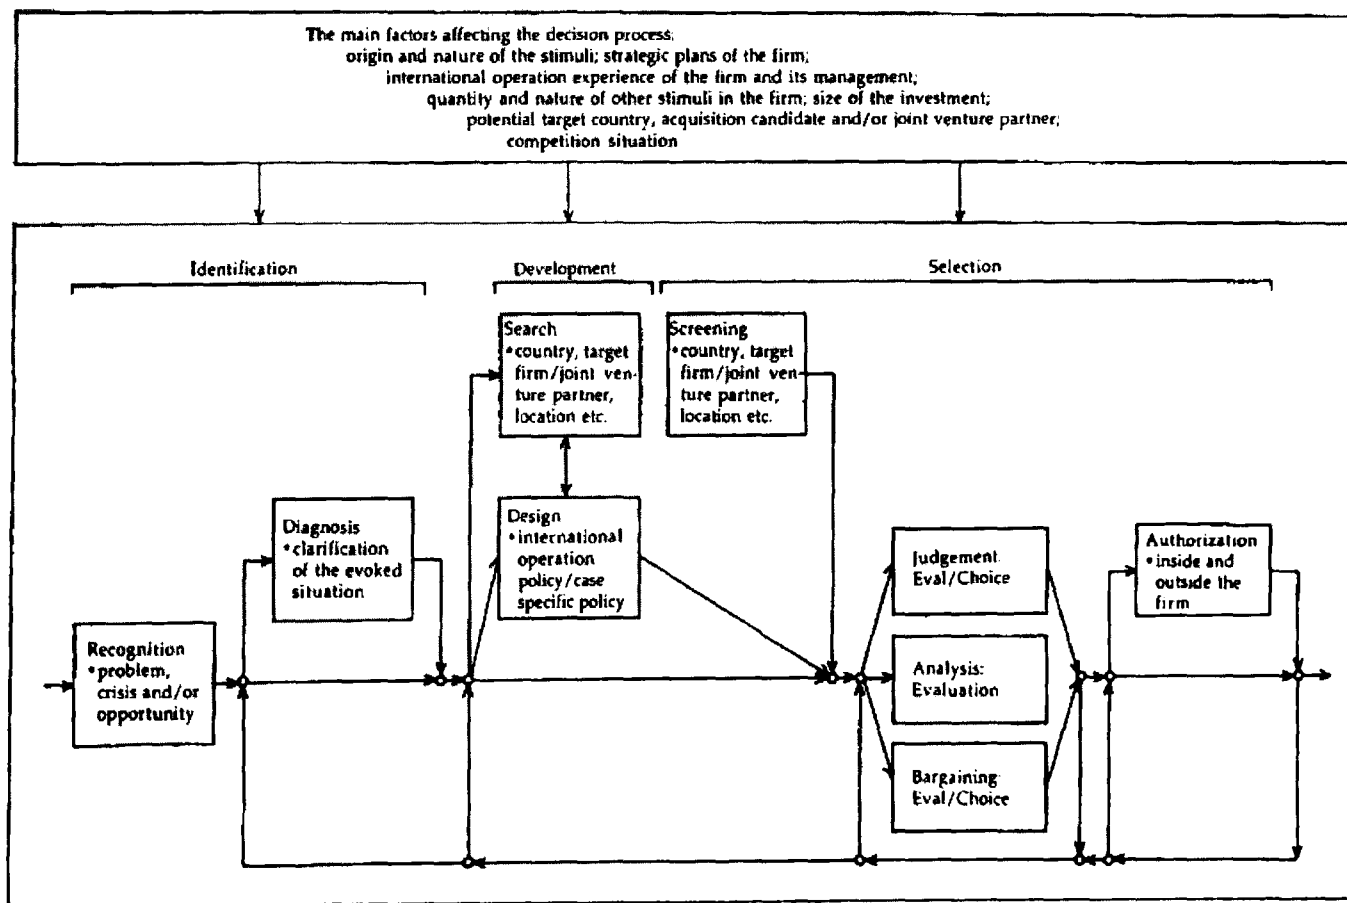 The main factors affecting the decision process;
origin and nature of the stimuli; strategic plans of the firm;
international operation experience of the firm and its management;
quantity and nature of other stimuli in the firm; size of the investment;
potential target country, acquisition candidate and/or joint venture partner;
competition situation
Identification
Development
Selection
Search
• country, target
firm/joint ven-
ture partner,
location etc.
Screening
• country, target
firm/joint ven-
ture partner,
location etc.
Diagnosis
• clarification
of the evoked
situation
Design
• international
operation
policy/case
specific policy
Judgement:
Eval/Choice
Authorization
• inside and
outside the
firm
Recognition
• problem,
crisis and/or
opportunity
Analysis:
Evaluation
Bargaining:
Eval/Choice